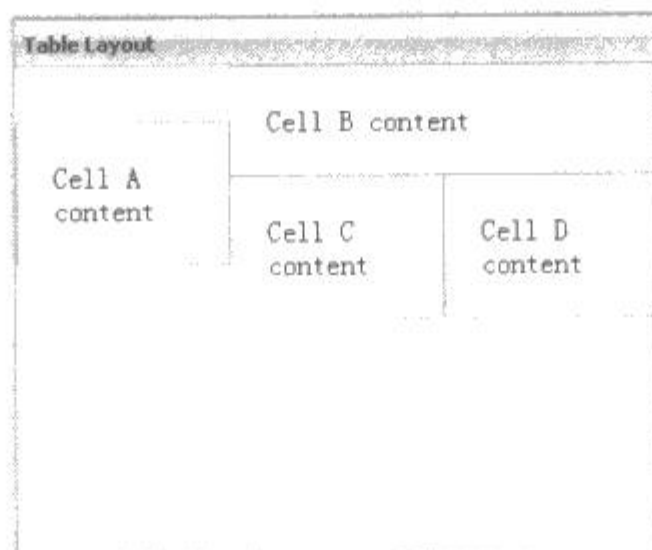 Table Layout
Cell B content
Cell A
content
Cell C
content
Cell D
content